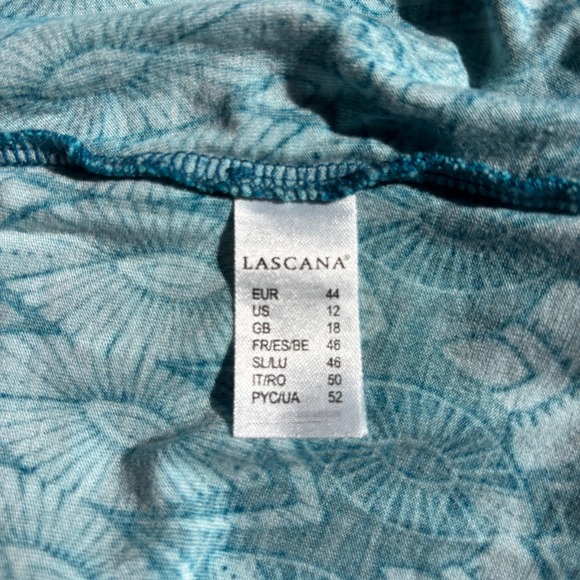 LASCANA®
EUR 44
US 12
GB 18
FR/ES/BE 46
SL/LU 46
IT/RO 50
PYC/UA 52